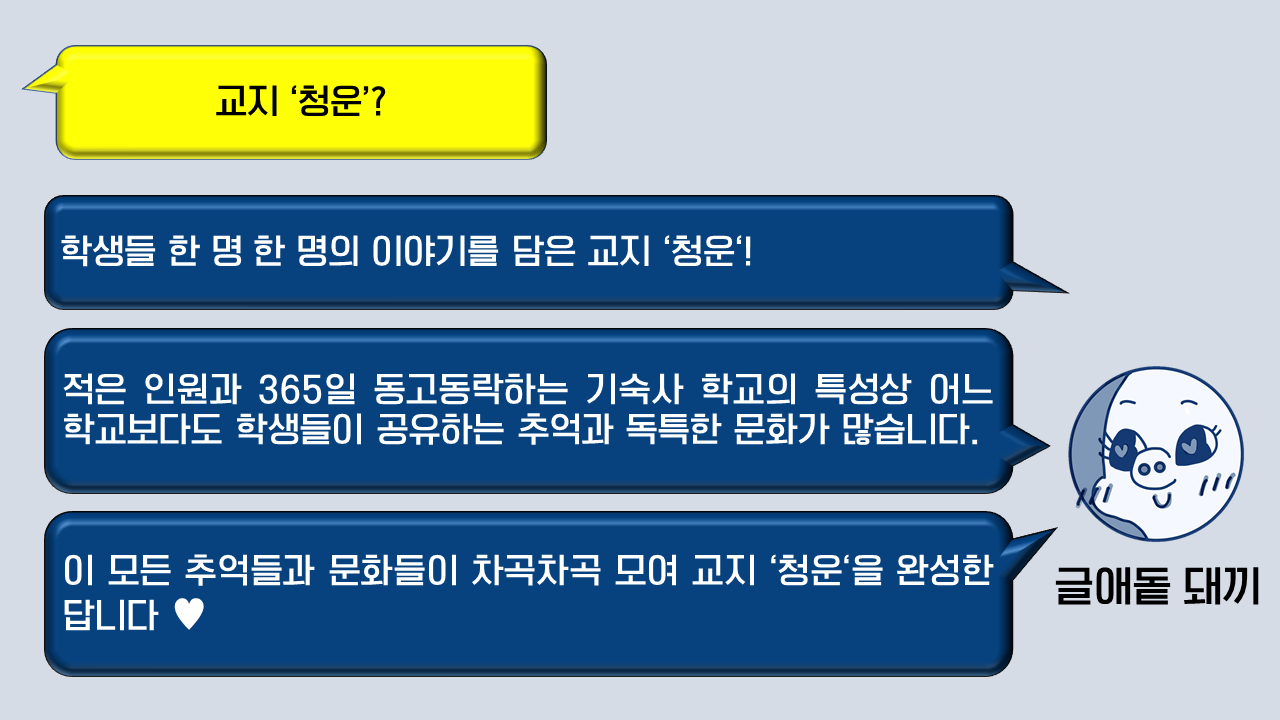 교지 ‘청운’?
학생들 한 명 한 명의 이야기를 담은 교지 ‘청운‘!
적은 인원과 365일 동고동락하는 기숙사 학교의 특성상 어느
학교보다도 학생들이 공유하는 추억과 독특한 문화가 많습니다.
이 모든 추억들과 문화들이 차곡차곡 모여 교지 ‘청운‘을 완성한
답니다 ♥
글애돝 돼끼